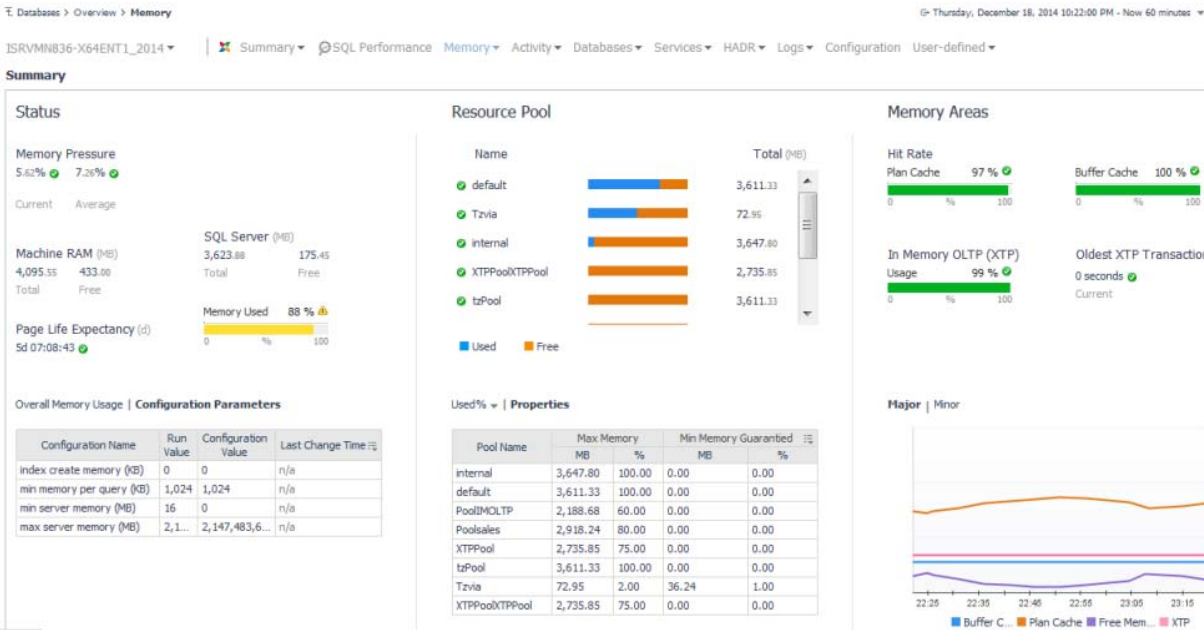 Databases > Overview > Memory
Thursday, December 18, 2014 10:22:00 PM - Now 60 minutes
ISRVMN836-X64ENT1_2014 Summary SQL Performance Memory Activity Databases Services HADR Logs Configuration User-defined
Summary
Status
Memory Pressure
5.62% 7.26%
Current Average
Machine RAM (MB)
4,095.55 433.00
Total Free
SQL Server (MB)
3,623.88 175.45
Total Free
Memory Used 88 %
0 % 100
Page Life Expectancy (d)
5d 07:08:43
Resource Pool
Name Total (MB)
default 3,611.33
Tzvia 72.95
internal 3,647.80
XTPPoolXTPPool 2,735.85
tzPool 3,611.33
Used Free
Memory Areas
Hit Rate
Plan Cache 97 %
0 % 100
Buffer Cache 100 %
0 % 100
In Memory OLTP (XTP)
Usage 99 %
0 % 100
Oldest XTP Transaction
0 seconds
Current
Overall Memory Usage | Configuration Parameters
Configuration Name Run Value Configuration Value Last Change Time
index create memory (KB) 0 0 n/a
min memory per query (KB) 1,024 1,024 n/a
min server memory (MB) 16 0 n/a
max server memory (MB) 2,1... 2,147,483,6... n/a
Used% | Properties
Pool Name Max Memory Min Memory Guarantied
MB % MB %
internal 3,647.80 100.00 0.00 0.00
default 3,611.33 100.00 0.00 0.00
PoolIMOLTP 2,188.68 60.00 0.00 0.00
Poolsales 2,918.24 80.00 0.00 0.00
XTPPool 2,735.85 75.00 0.00 0.00
tzPool 3,611.33 100.00 0.00 0.00
Tzvia 72.95 2.00 36.24 1.00
XTPPoolXTPPool 2,735.85 75.00 0.00 0.00
Major | Minor
22:25 22:35 22:45 22:55 23:05 23:15
Buffer C... Plan Cache Free Mem... XTP